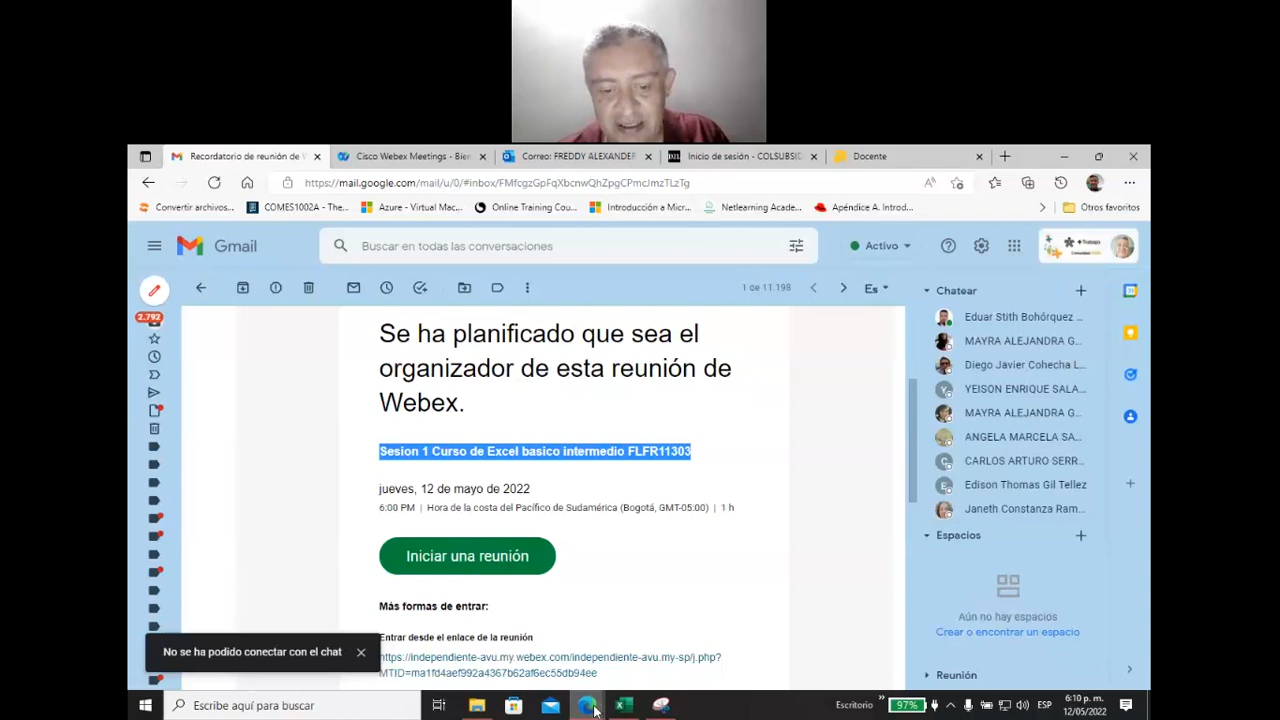 Recordatorio de reunión de W
Cisco Webex Meetings - Bien
Correo: FREDDY ALEXANDER
D2L
Inicio de sesión - COLSUBSID
Docente
https://mail.google.com/mail/u/0/#inbox/FMfcgzGpFqXbcnwQhZpgCPmcJmzTLzTg
Convertir archivos...
COMES1002A - The...
Azure - Virtual Mac...
Online Training Cou...
Introducción a Micr...
Netlearning Acade...
Apéndice A. Introd...
Otros favoritos
Gmail
Buscar en todas las conversaciones
Activo
+Trabajo
1 de 11.198
Es
2.792
Se ha planificado que sea el
organizador de esta reunión de
Webex.
Sesion 1 Curso de Excel basico intermedio FLFR11303
jueves, 12 de mayo de 2022
6:00 PM | Hora de la costa del Pacífico de Sudamérica (Bogotá, GMT-05:00) | 1 h
Iniciar una reunión
Más formas de entrar:
Entrar desde el enlace de la reunión
https://independiente-avu.my.webex.com/independiente-avu.my-sp/j.php?
MTID=ma1fd4aef992a4367b62af6ec55db94ee
No se ha podido conectar con el chat
Chatear
Eduar Stith Bohórquez ...
MAYRA ALEJANDRA G...
Diego Javier Cohecha L...
YEISON ENRIQUE SALA...
MAYRA ALEJANDRA G...
ANGELA MARCELA SA...
CARLOS ARTURO SERR...
Edison Thomas Gil Tellez
Janeth Constanza Ram...
Espacios
Aún no hay espacios
Crear o encontrar un espacio
Reunión
Escribe aquí para buscar
Escritorio
97%
ESP
6:10 p. m.
12/05/2022